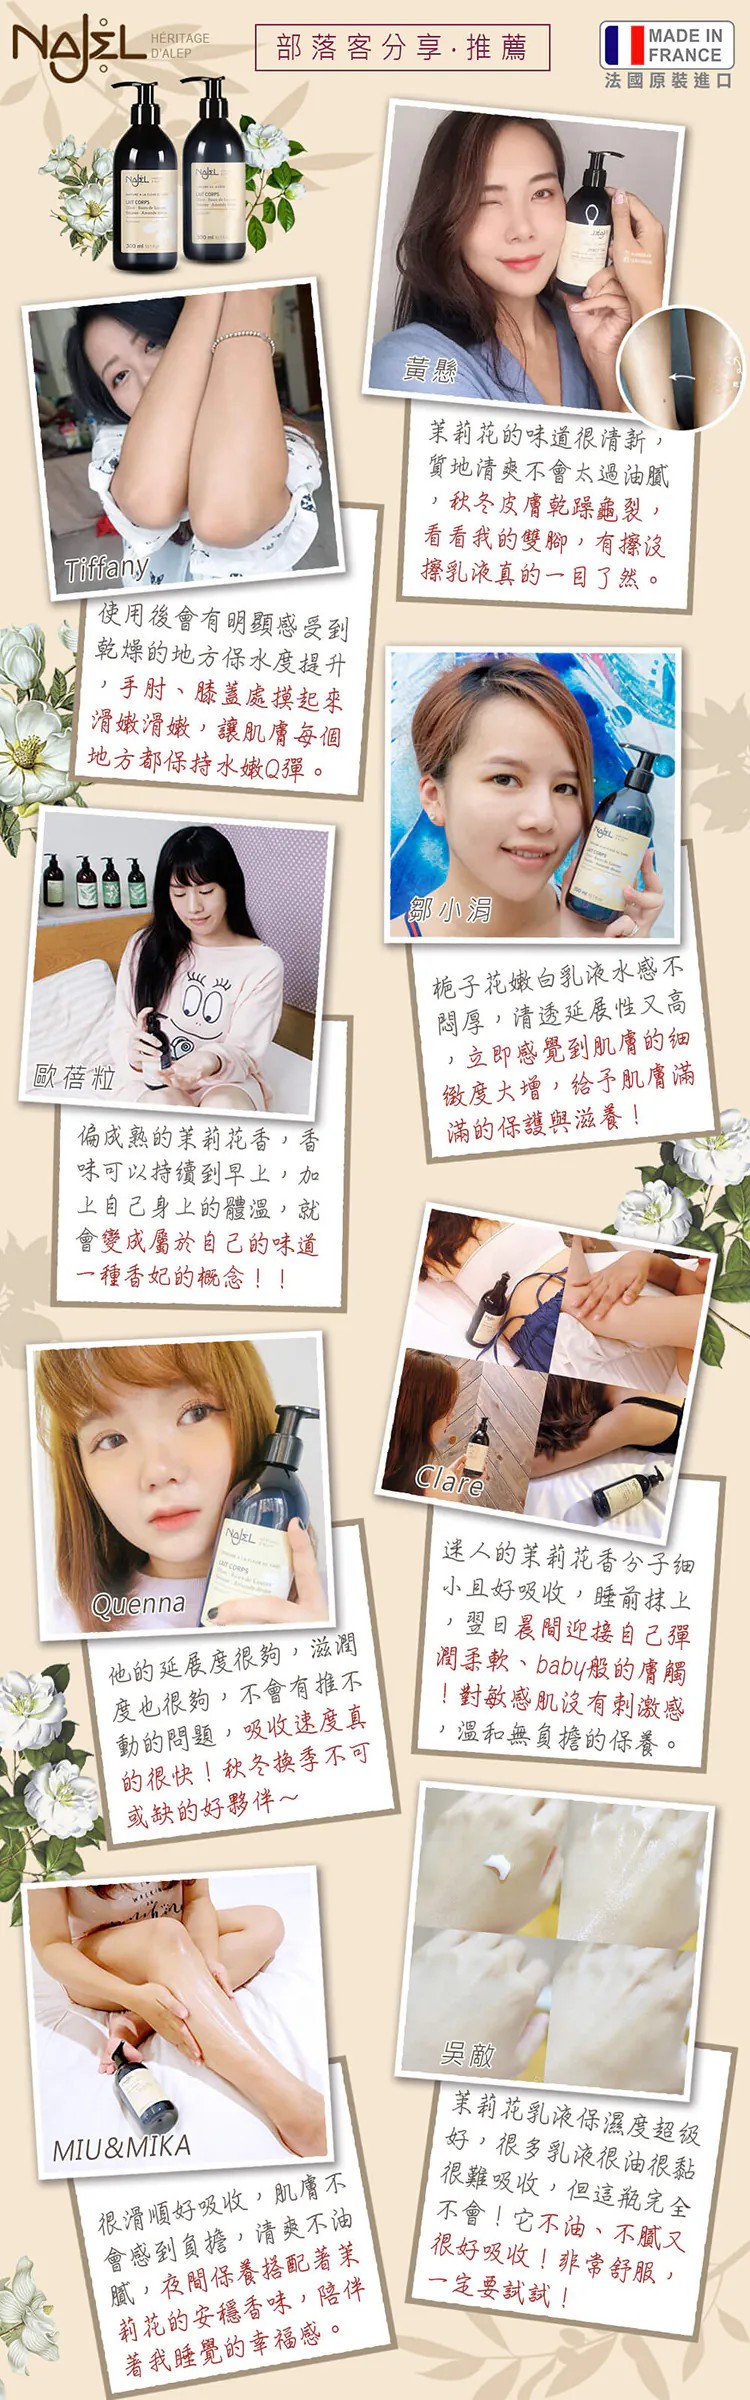 NAJEL
HÉRITAGE
D'ALEP
部落客分享·推薦
MADE IN
FRANCE
法國原裝進口
NAJEL
LAIT CORPS
300 ml
NAJEL
LAIT CORPS
300 ml
黃懸
茉莉花的味道很清新，
質地清爽不會太過油膩
，秋冬皮膚乾躁龜裂，
看看我的雙腳，有擦沒
擦乳液真的一目了然。
Tiffany
使用後會有明顯感受到
乾燥的地方保水度提升
，手肘、膝蓋處摸起來
滑嫩滑嫩，讓肌膚每個
地方都保持水嫩Q彈。
NAJEL
LAIT CORPS
鄒小涓
梔子花嫩白乳液水感不
悶厚，清透延展性又高
，立即感覺到肌膚的細
緻度大增，給予肌膚滿
滿的保護與滋養！
歐蓓粒
偏成熟的茉莉花香，香
味可以持續到早上，加
上自己身上的體溫，就
會變成屬於自己的味道
一種香妃的概念！！
Clare
迷人的茉莉花香分子細
小且好吸收，睡前抹上
，翌日晨間迎接自己彈
潤柔軟、baby般的膚觸
！對敏感肌沒有刺激感
，溫和無負擔的保養。
NAJEL
LAIT CORPS
Quenna
他的延展度很夠，滋潤
度也很夠，不會有推不
動的問題，吸收速度真
的很快！秋冬換季不可
或缺的好夥伴～
吳敵
茉莉花乳液保濕度超級
好，很多乳液很油很黏
很難吸收，但這瓶完全
不會！它不油、不膩又
很好吸收！非常舒服，
一定要試試！
MIU&MIKA
很滑順好吸收，肌膚不
會感到負擔，清爽不油
膩，夜間保養搭配著茉
莉花的安穩香味，陪伴
著我睡覺的幸福感。